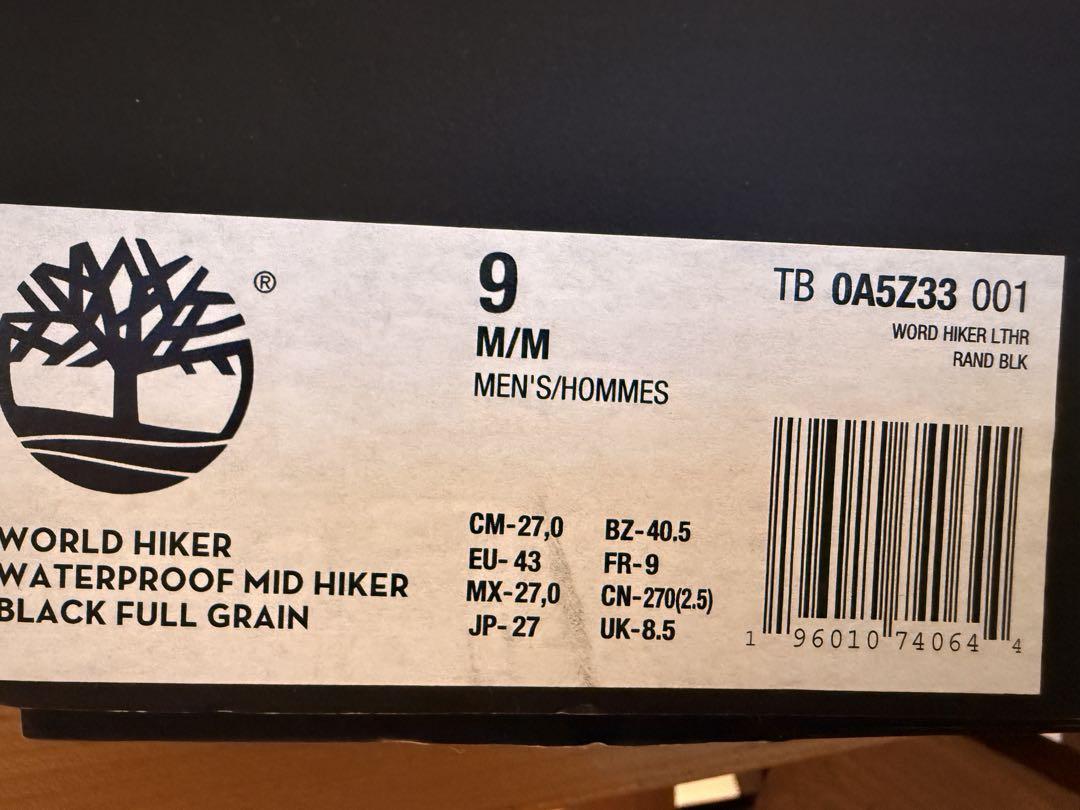 ®
9
M/M
MEN'S/HOMMES
TB 0A5Z33 001
WORD HIKER LTHR
RAND BLK
WORLD HIKER
WATERPROOF MID HIKER
BLACK FULL GRAIN
CM-27,0 BZ-40.5
EU-43 FR-9
MX-27,0 CN-270(2.5)
JP-27 UK-8.5
1 96010 74064 4